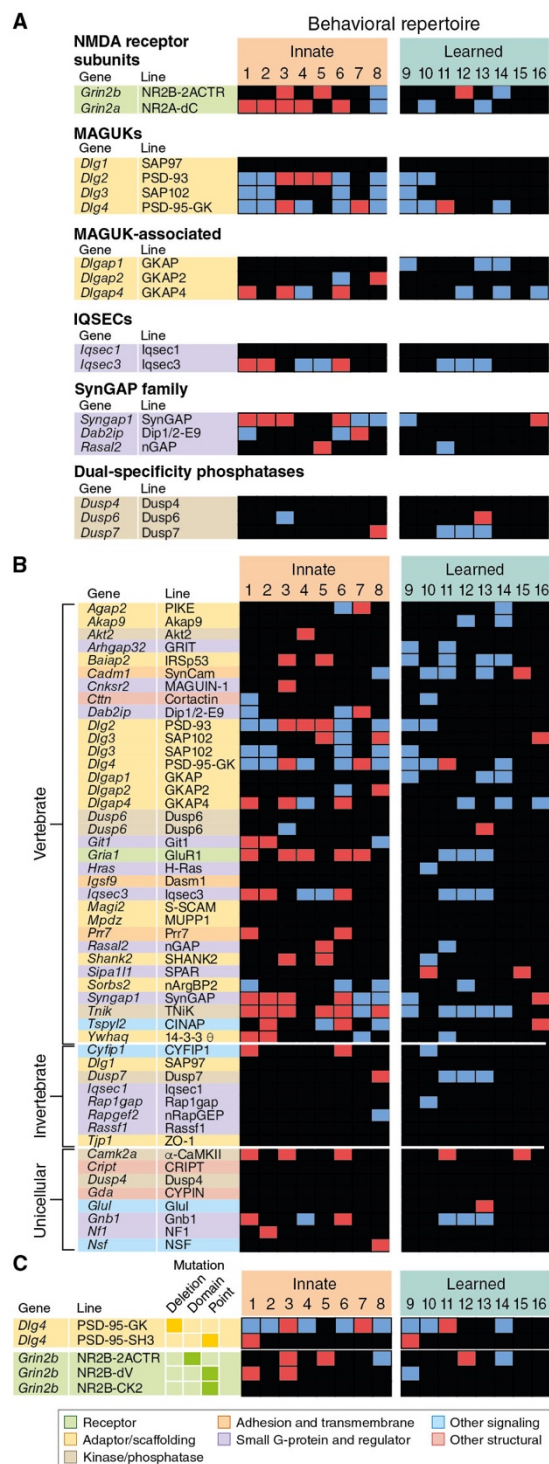 A
Behavioral repertoire
NMDA receptor
subunits
Innate
Learned
Gene Line
1 2 3 4 5 6 7 8 9 10 11 12 13 14 15 16
Grin2b NR2B-2ACTR
Grin2a NR2A-dC
MAGUKs
Gene Line
Dlg1 SAP97
Dlg2 PSD-93
Dlg3 SAP102
Dlg4 PSD-95-GK
MAGUK-associated
Gene Line
Dlgap1 GKAP
Dlgap2 GKAP2
Dlgap4 GKAP4
IQSECs
Gene Line
Iqsec1 Iqsec1
Iqsec3 Iqsec3
SynGAP family
Gene Line
Syngap1 SynGAP
Dab2ip Dip1/2-E9
Rasal2 nGAP
Dual-specificity phosphatases
Gene Line
Dusp4 Dusp4
Dusp6 Dusp6
Dusp7 Dusp7
B
Innate
Learned
Gene Line
1 2 3 4 5 6 7 8 9 10 11 12 13 14 15 16
Vertebrate
Agap2 PIKE
Akap9 Akap9
Akt2 Akt2
Arhgap32 GRIT
Baiap2 IRSp53
Cadm1 SynCam
Cnksr2 MAGUIN-1
Cttn Cortactin
Dab2ip Dip1/2-E9
Dlg2 PSD-93
Dlg3 SAP102
Dlg3 SAP102
Dlg4 PSD-95-GK
Dlgap1 GKAP
Dlgap2 GKAP2
Dlgap4 GKAP4
Dusp6 Dusp6
Dusp6 Dusp6
Git1 Git1
Gria1 GluR1
Hras H-Ras
Igsf9 Dasm1
Iqsec3 Iqsec3
Magi2 S-SCAM
Mpdz MUPP1
Prr7 Prr7
Rasal2 nGAP
Shank2 SHANK2
Sipa1l1 SPAR
Sorbs2 nArgBP2
Syngap1 SynGAP
Tnik TNiK
Tspyl2 CINAP
Ywhaq 14-3-3 θ
Invertebrate
Cyfip1 CYFIP1
Dlg1 SAP97
Dusp7 Dusp7
Iqsec1 Iqsec1
Rap1gap Rap1gap
Rapgef2 nRapGEP
Rassf1 Rassf1
Tjp1 ZO-1
Unicellular
Camk2a α-CaMKII
Cript CRIPT
Dusp4 Dusp4
Gda CYPIN
Glul Glul
Gnb1 Gnb1
Nf1 NF1
Nsf NSF
C
Mutation
Deletion
Domain
Point
Innate
Learned
Gene Line
1 2 3 4 5 6 7 8 9 10 11 12 13 14 15 16
Dlg4 PSD-95-GK
Dlg4 PSD-95-SH3
Grin2b NR2B-2ACTR
Grin2b NR2B-dV
Grin2b NR2B-CK2
Receptor
Adaptor/scaffolding
Kinase/phosphatase
Adhesion and transmembrane
Small G-protein and regulator
Other signaling
Other structural